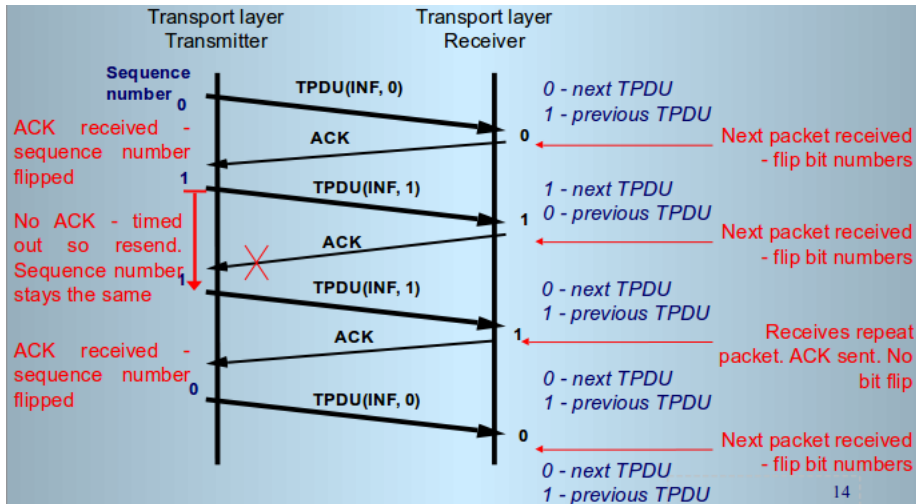 Transport layer
Transmitter
Transport layer
Receiver
Sequence
number
0
TPDU(INF, 0)
0 - next TPDU
1 - previous TPDU
ACK received -
sequence number
flipped
ACK
0
Next packet received
- flip bit numbers
1
TPDU(INF, 1)
1 - next TPDU
0 - previous TPDU
No ACK - timed
out so resend.
Sequence number
stays the same
1
ACK
Next packet received
- flip bit numbers
1
TPDU(INF, 1)
0 - next TPDU
1 - previous TPDU
ACK received -
sequence number
flipped
ACK
1
Receives repeat
packet. ACK sent. No
bit flip
0
TPDU(INF, 0)
0 - next TPDU
1 - previous TPDU
0
Next packet received
- flip bit numbers
0 - next TPDU
1 - previous TPDU
14